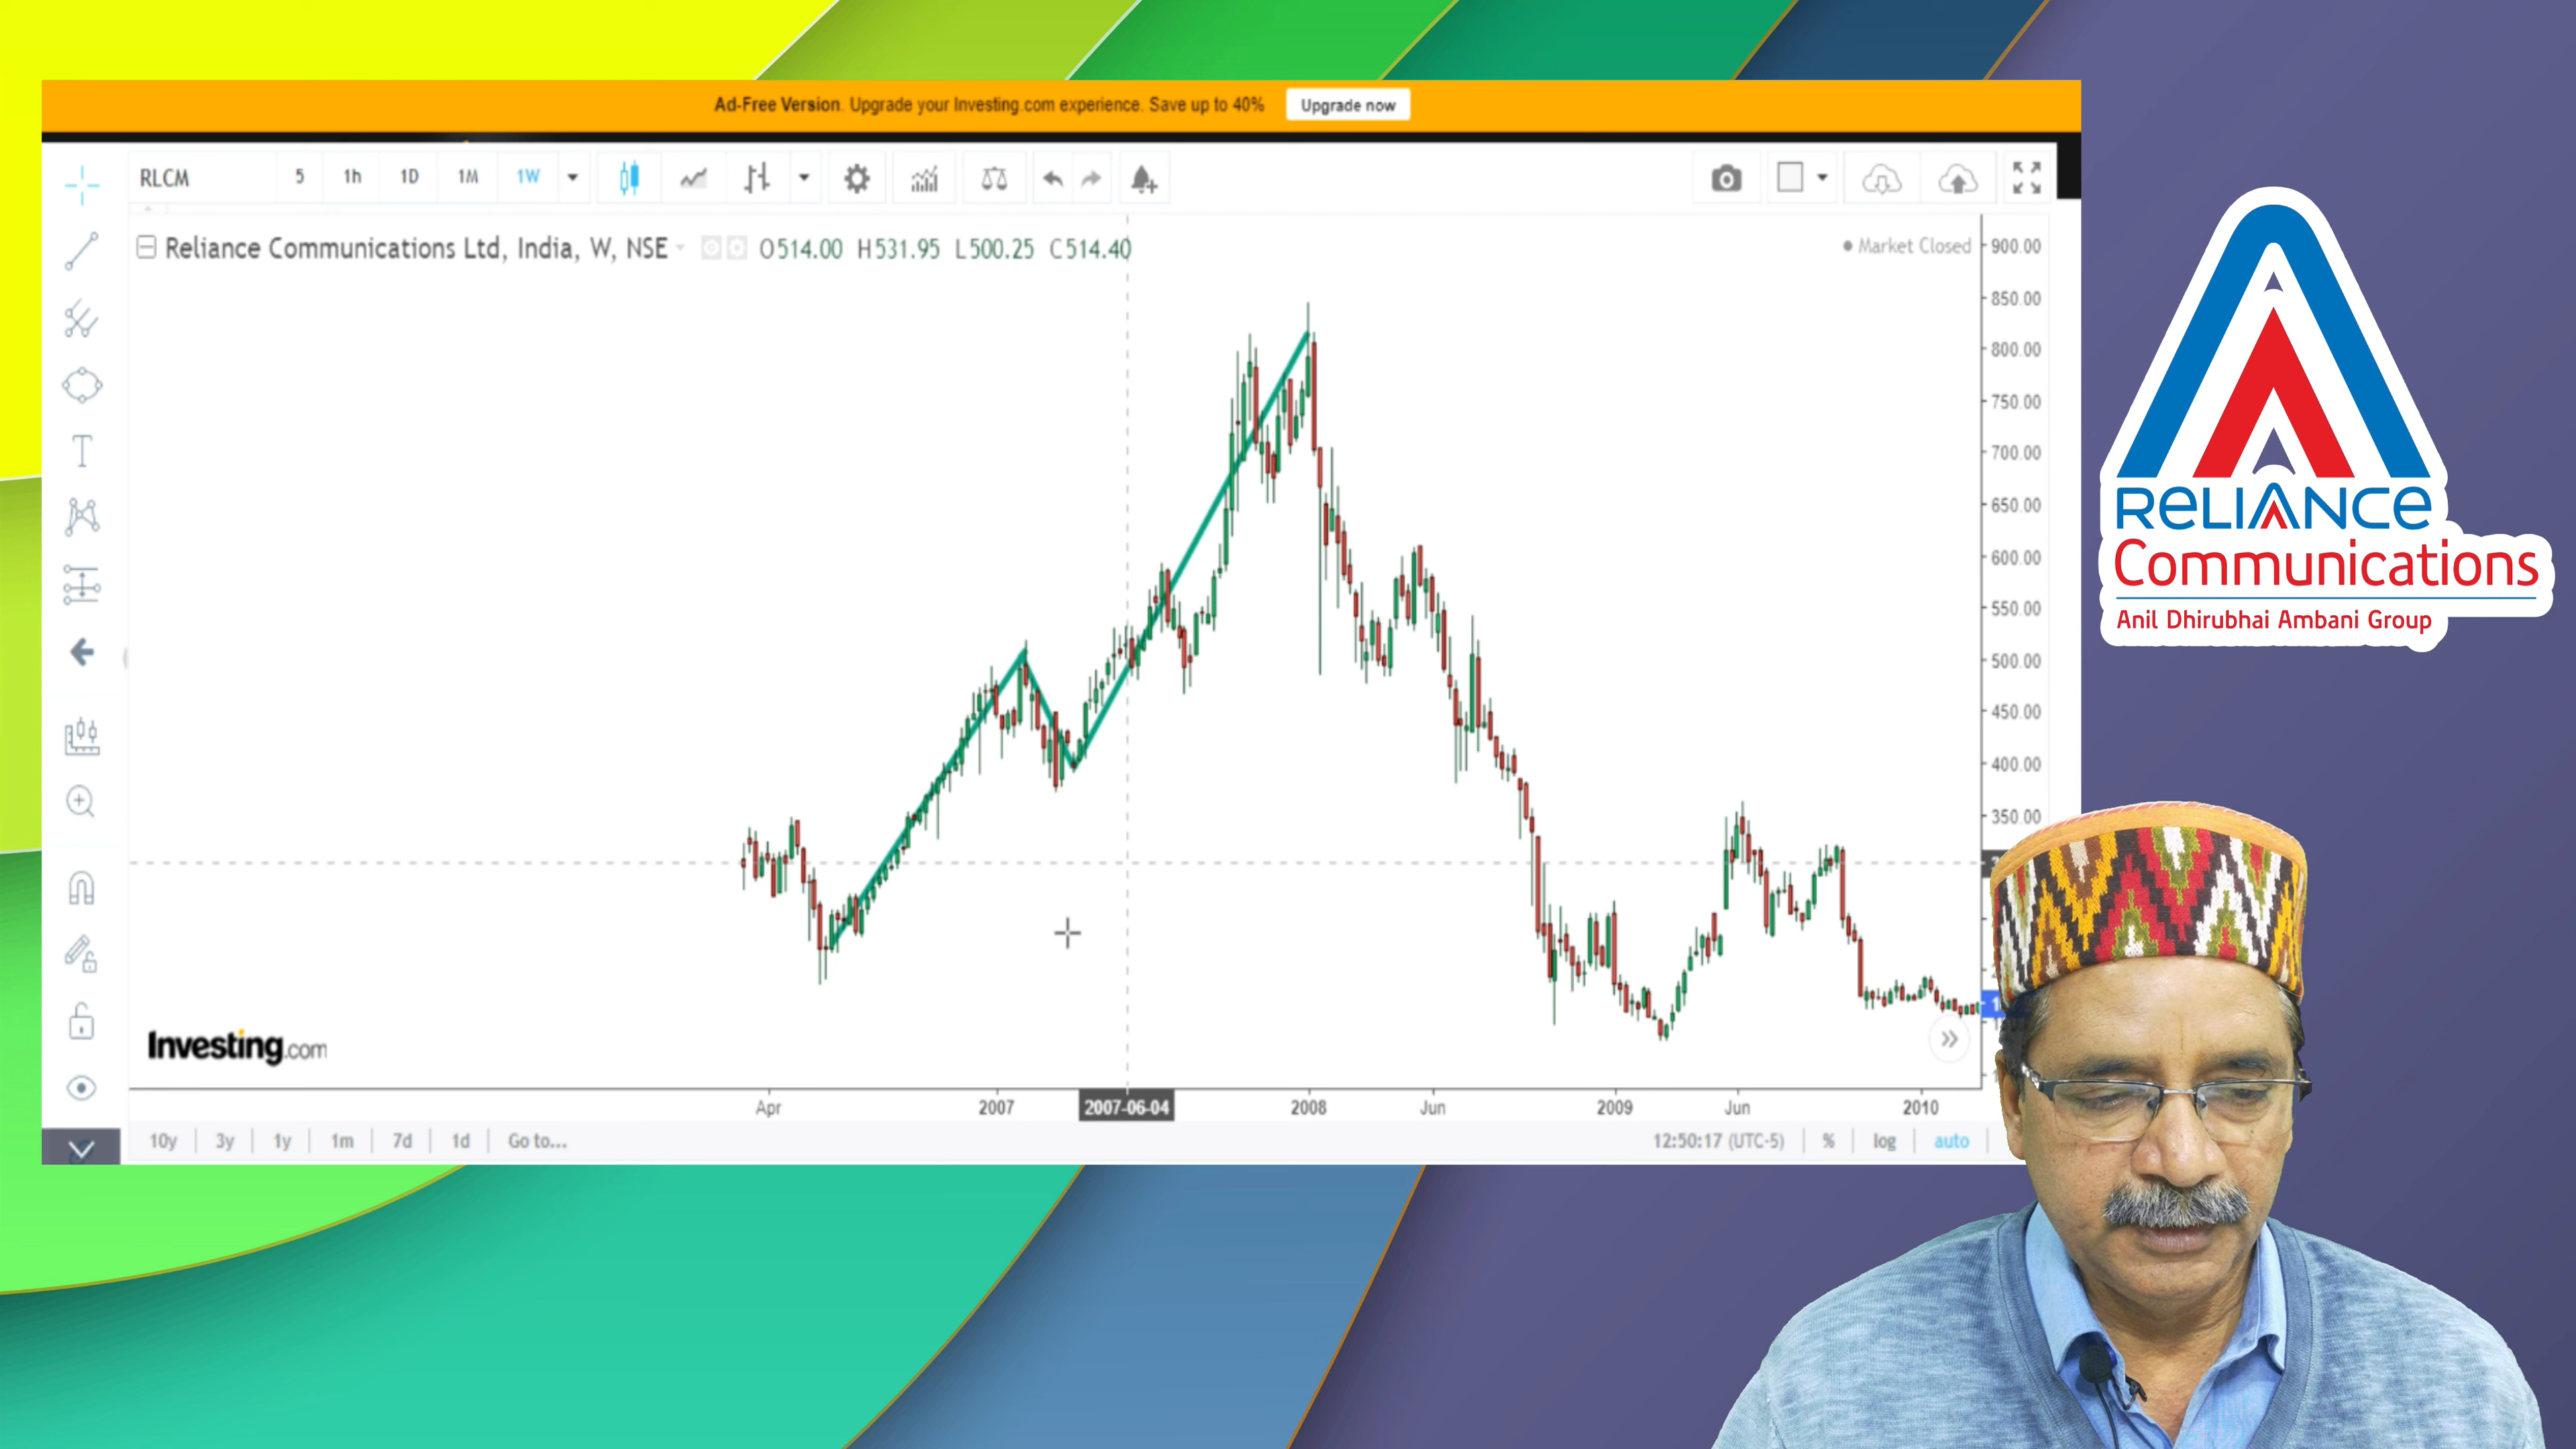 Ad-Free Version. Upgrade your Investing.com experience. Save up to 40% Upgrade now
RLCM 5 1h 1D 1M 1W
Reliance Communications Ltd, India, W, NSE O514.00 H531.95 L500.25 C514.40
Market Closed
900.00
850.00
800.00
750.00
700.00
650.00
600.00
550.00
500.00
450.00
400.00
350.00
Investing.com
Apr 2007 2007-06-04 2008 Jun 2009 Jun 2010
10y 3y 1y 1m 7d 1d Go to... 12:50:17 (UTC-5) % log auto
RELIANCE
Communications
Anil Dhirubhai Ambani Group